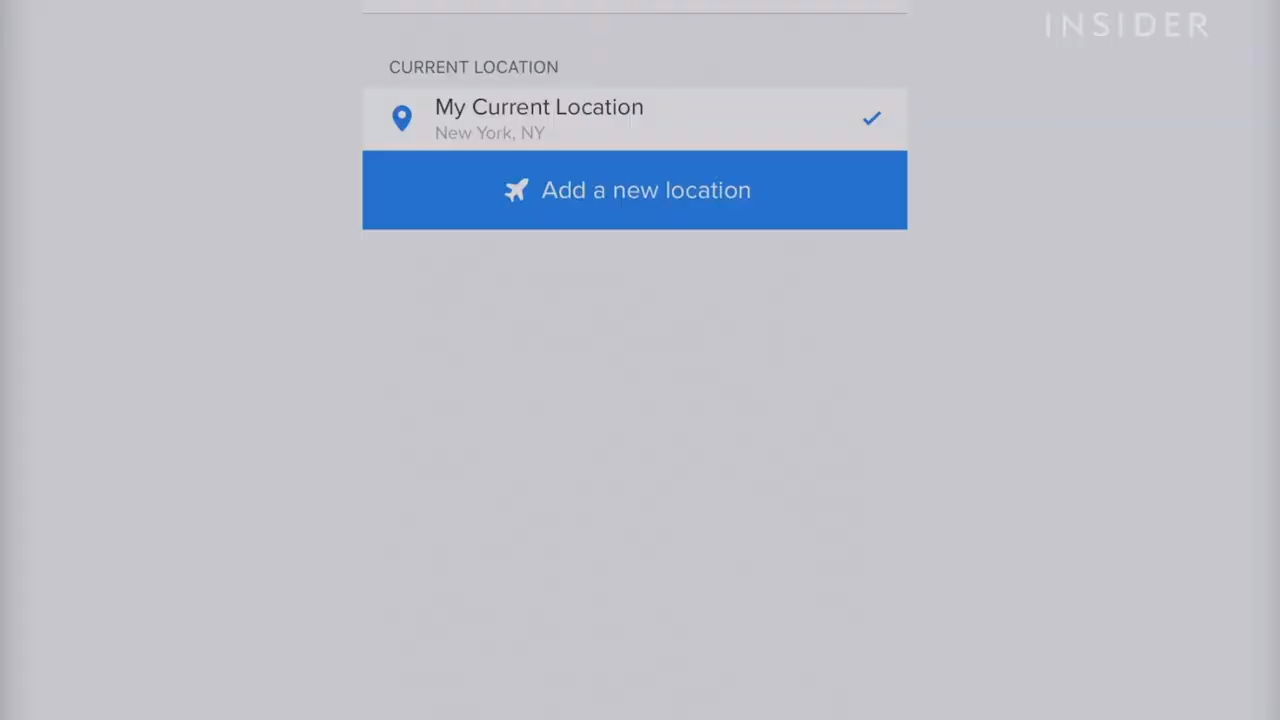 INSIDER
CURRENT LOCATION
My Current Location
New York, NY
Add a new location